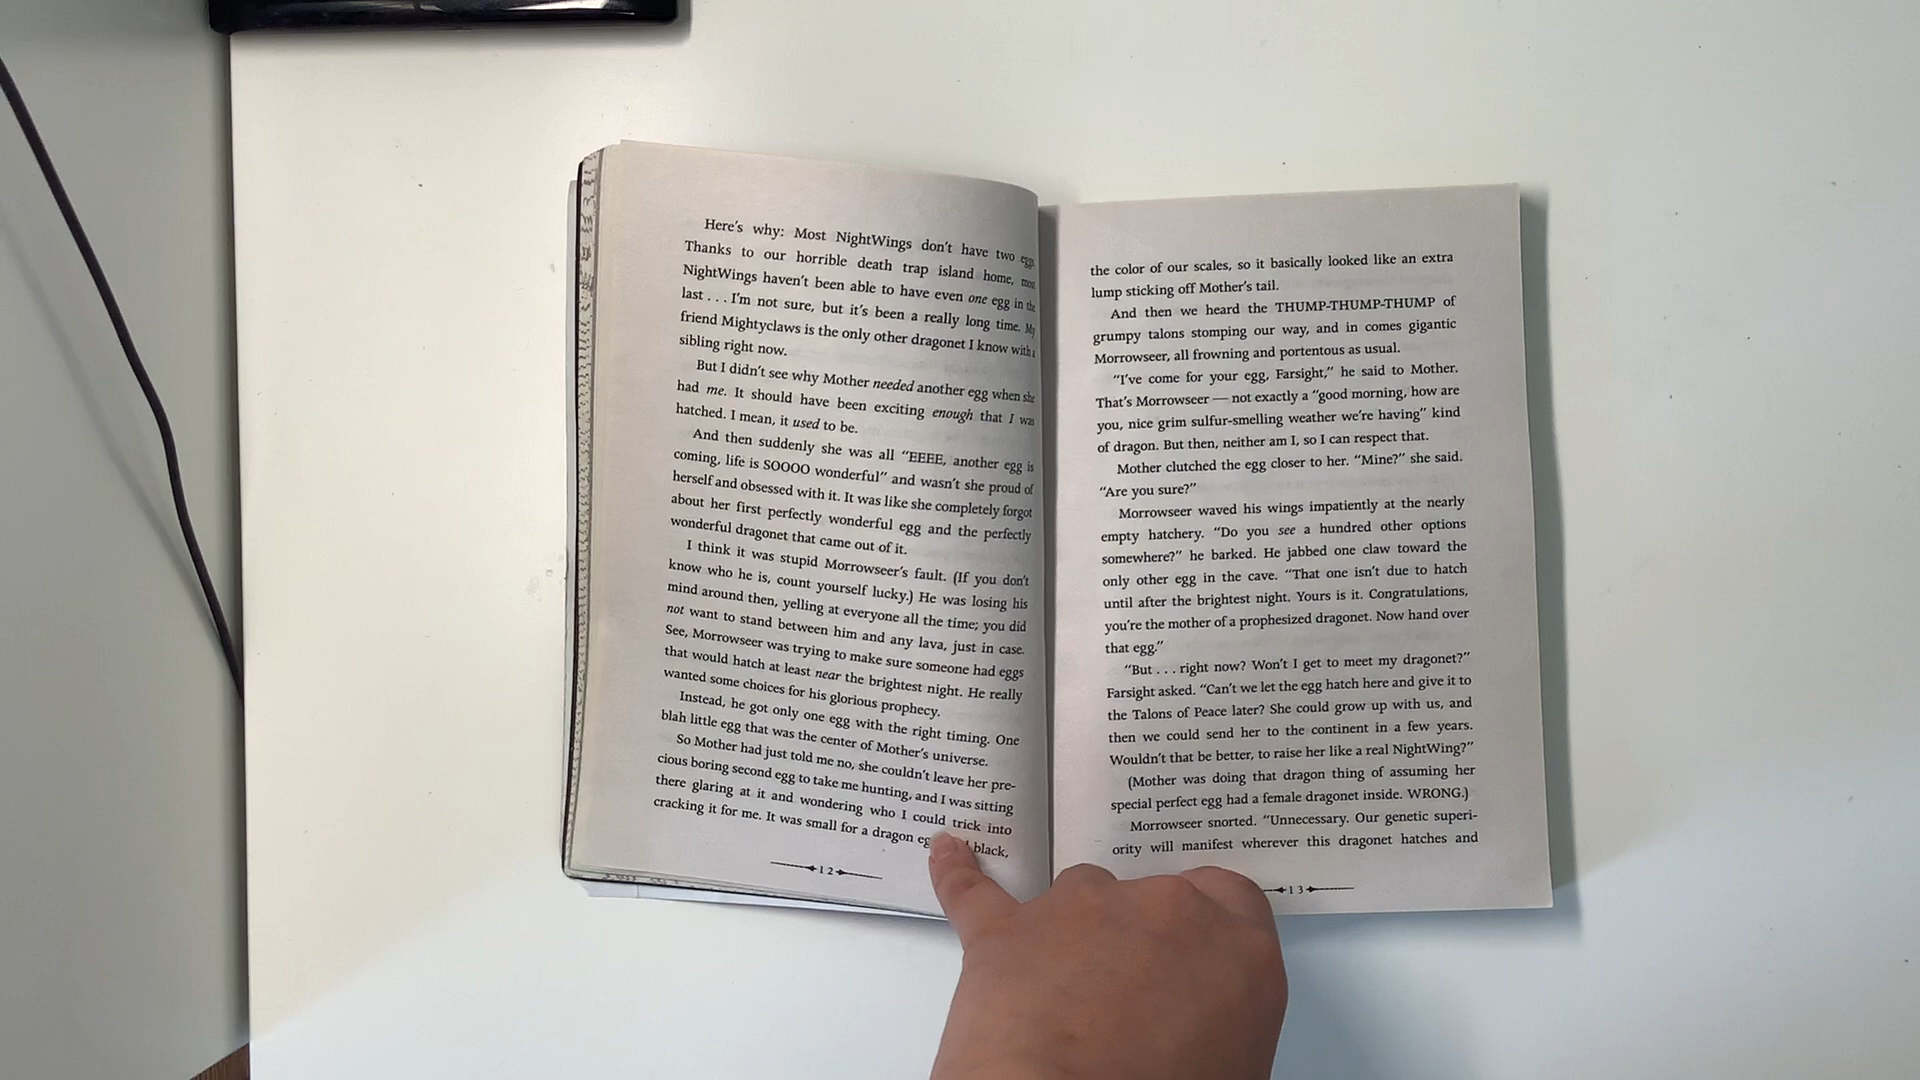 Here's why: Most NightWings don't have two
Thanks to our horrible death trap island home, most
NightWings haven't been able to have even one egg in the
last . . . I'm not sure, but it's been a really long time. My
friend Mightyclaws is the only other dragonet I know with a
sibling right now.
But I didn't see why Mother needed another egg when she
had me. It should have been exciting enough that I was
hatched. I mean, it used to be.
And then suddenly she was all “EEEE, another egg is
coming, life is SOOOO wonderful” and wasn't she proud of
herself and obsessed with it. It was like she completely forgot
about her first perfectly wonderful egg and the perfectly
wonderful dragonet that came out of it.
I think it was stupid Morrowseer's fault. (If you don't
know who he is, count yourself lucky.) He was losing his
mind around then, yelling at everyone all the time; you did
not want to stand between him and any lava, just in case.
See, Morrowseer was trying to make sure someone had eggs
that would hatch at least near the brightest night. He really
wanted some choices for his glorious prophecy.
Instead, he got only one egg with the right timing. One
blah little egg that was the center of Mother's universe.
So Mother had just told me no, she couldn't leave her pre-
cious boring second egg to take me hunting, and I was sitting
there glaring at it and wondering who I could trick into
cracking it for me. It was small for a dragon black,
12
the color of our scales, so it basically looked like an extra
lump sticking off Mother's tail.
And then we heard the THUMP-THUMP-THUMP of
grumpy talons stomping our way, and in comes gigantic
Morrowseer, all frowning and portentous as usual.
“I've come for your egg, Farsight,” he said to Mother.
That's Morrowseer — not exactly a “good morning, how are
you, nice grim sulfur-smelling weather we're having” kind
of dragon. But then, neither am I, so I can respect that.
Mother clutched the egg closer to her. “Mine?” she said.
“Are you sure?”
Morrowseer waved his wings impatiently at the nearly
empty hatchery. “Do you see a hundred other options
somewhere?” he barked. He jabbed one claw toward the
only other egg in the cave. “That one isn't due to hatch
until after the brightest night. Yours is it. Congratulations,
you're the mother of a prophesized dragonet. Now hand over
that egg.”
“But . . . right now? Won't I get to meet my dragonet?”
Farsight asked. “Can't we let the egg hatch here and give it to
the Talons of Peace later? She could grow up with us, and
then we could send her to the continent in a few years.
Wouldn't that be better, to raise her like a real NightWing?”
(Mother was doing that dragon thing of assuming her
special perfect egg had a female dragonet inside. WRONG.)
Morrowseer snorted. “Unnecessary. Our genetic superi-
ority will manifest wherever this dragonet hatches and
13